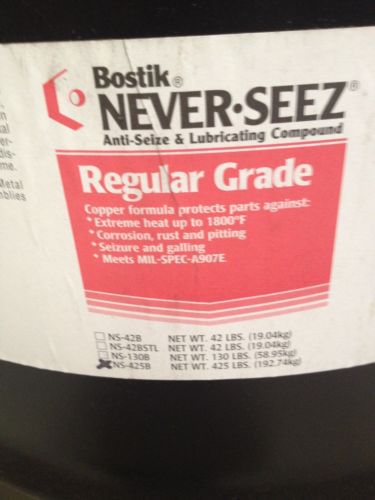 Bostik®
NEVER•SEEZ®
Anti-Seize & Lubricating Compound
Regular Grade
Copper formula protects parts against:
* Extreme heat up to 1800°F
* Corrosion, rust and pitting
* Seizure and galling
* Meets MIL-SPEC-A907E
NS-42B NET WT. 42 LBS. (19.04kg)
NS-42BSTL NET WT. 42 LBS. (19.04kg)
NS-130B NET WT. 130 LBS. (58.95kg)
NS-425B NET WT. 425 LBS. (192.74kg)